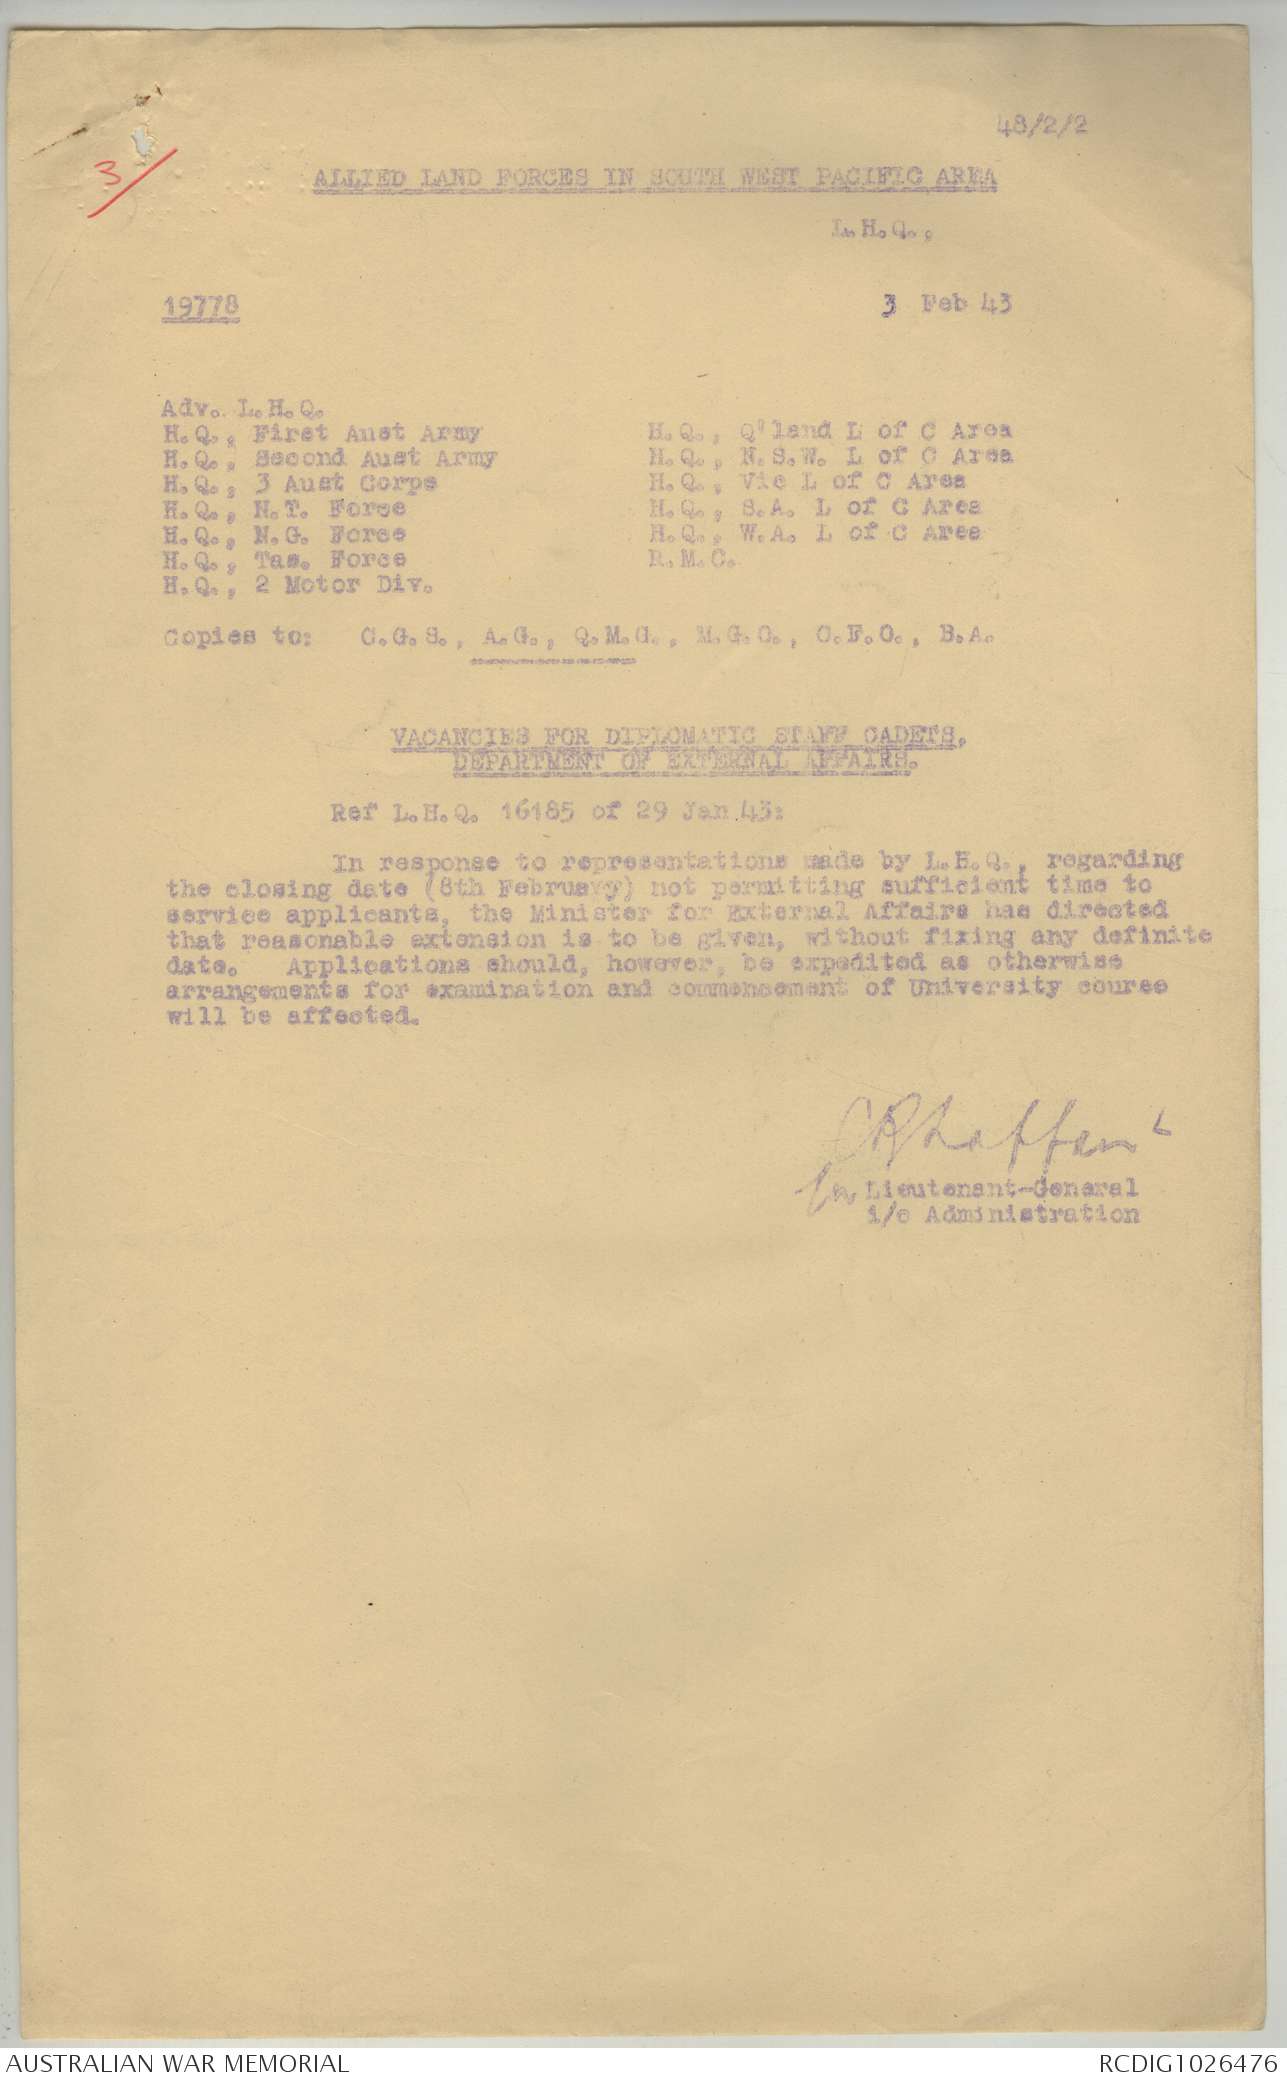 48/2/2
3/
ALLIED LAND FORCES IN SOUTH WEST PACIFIC AREA
L.H.Q.,
19778
3 Feb 43
Adv. L.H.Q.
H.Q., First Aust Army
H.Q., Second Aust Army
H.Q., 3 Aust Corps
H.Q., N.T. Force
H.Q., N.G. Force
H.Q., Tas. Force
H.Q., 2 Motor Div.
H.Q., Q'land L of C Area
H.Q., N.S.W. L of C Area
H.Q., Vic L of C Area
H.Q., S.A. L of C Area
H.Q., W.A. L of C Area
R.M.C.
Copies to: C.G.S., A.G., Q.M.G., M.G.O., C.F.O., B.A.
VACANCIES FOR DIPLOMATIC STAFF CADETS,
DEPARTMENT OF EXTERNAL AFFAIRS.
Ref L.H.Q. 16185 of 29 Jan 43:
In response to representations made by L.H.Q., regarding
the closing date (8th February) not permitting sufficient time to
service applicants, the Minister for External Affairs has directed
that reasonable extension is to be given, without fixing any definite
date. Applications should, however, be expedited as otherwise
arrangements for examination and commencement of University course
will be affected.
Lieutenant-General
i/c Administration
AUSTRALIAN WAR MEMORIAL
RCDIG1026476